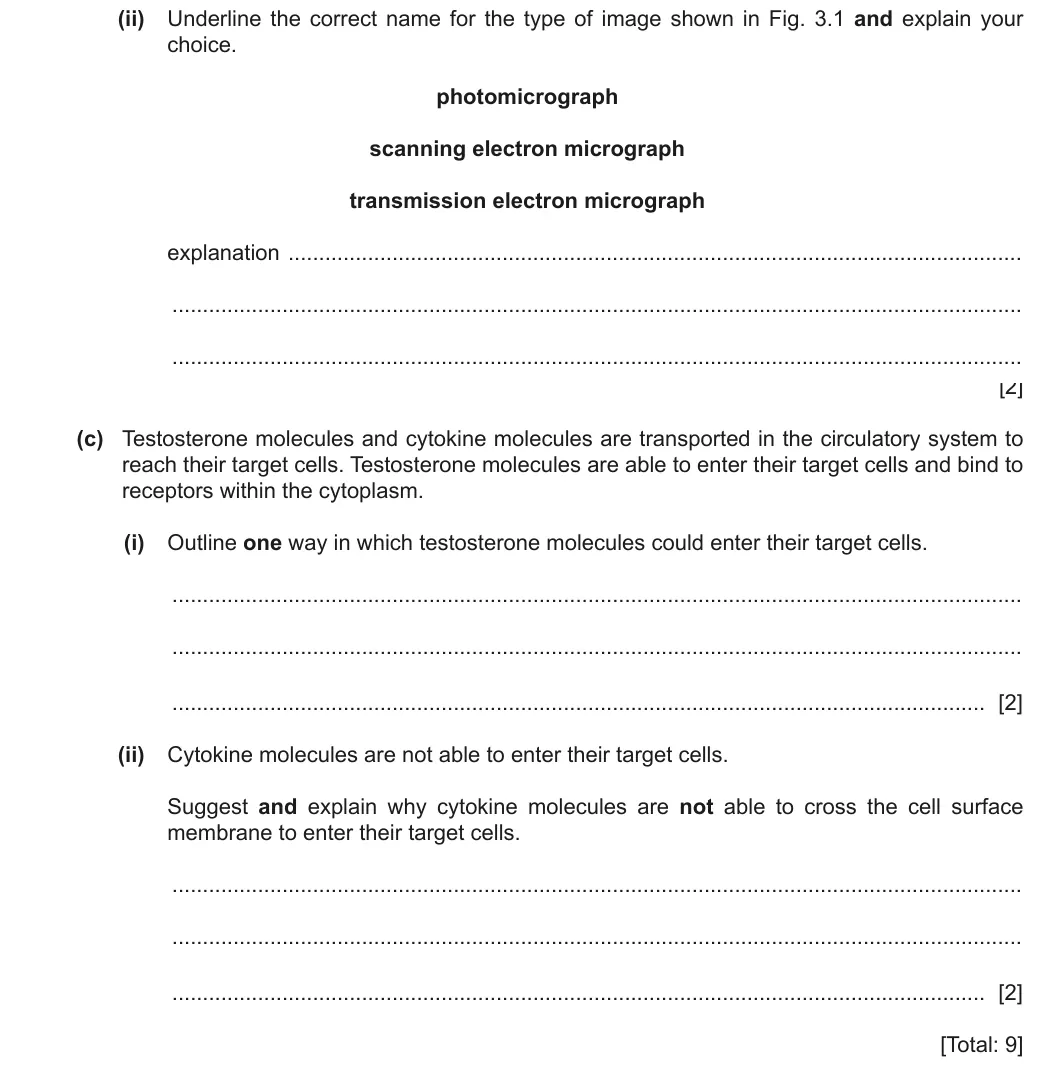 (ii) Underline the correct name for the type of image shown in Fig. 3.1 and explain your
choice.
photomicrograph
scanning electron micrograph
transmission electron micrograph
explanation ........................................................................................................................
...........................................................................................................................................
...........................................................................................................................................
[2]
(c) Testosterone molecules and cytokine molecules are transported in the circulatory system to
reach their target cells. Testosterone molecules are able to enter their target cells and bind to
receptors within the cytoplasm.
(i) Outline one way in which testosterone molecules could enter their target cells.
...........................................................................................................................................
...........................................................................................................................................
..................................................................................................................................... [2]
(ii) Cytokine molecules are not able to enter their target cells.
Suggest and explain why cytokine molecules are not able to cross the cell surface
membrane to enter their target cells.
...........................................................................................................................................
...........................................................................................................................................
..................................................................................................................................... [2]
[Total: 9]